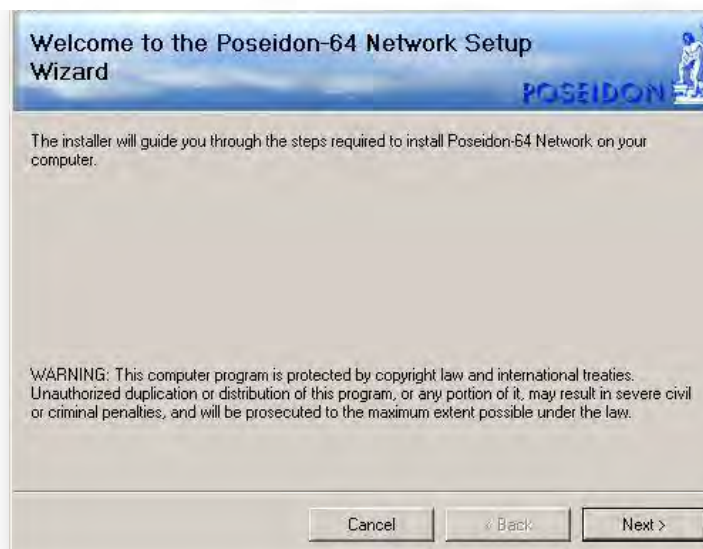 Welcome to the Poseidon-64 Network Setup
Wizard
POSEIDON
The installer will guide you through the steps required to install Poseidon-64 Network on your
computer.
WARNING: This computer program is protected by copyright law and international treaties.
Unauthorized duplication or distribution of this program, or any portion of it, may result in severe civil
or criminal penalties, and will be prosecuted to the maximum extent possible under the law.
Cancel
< Back
Next >